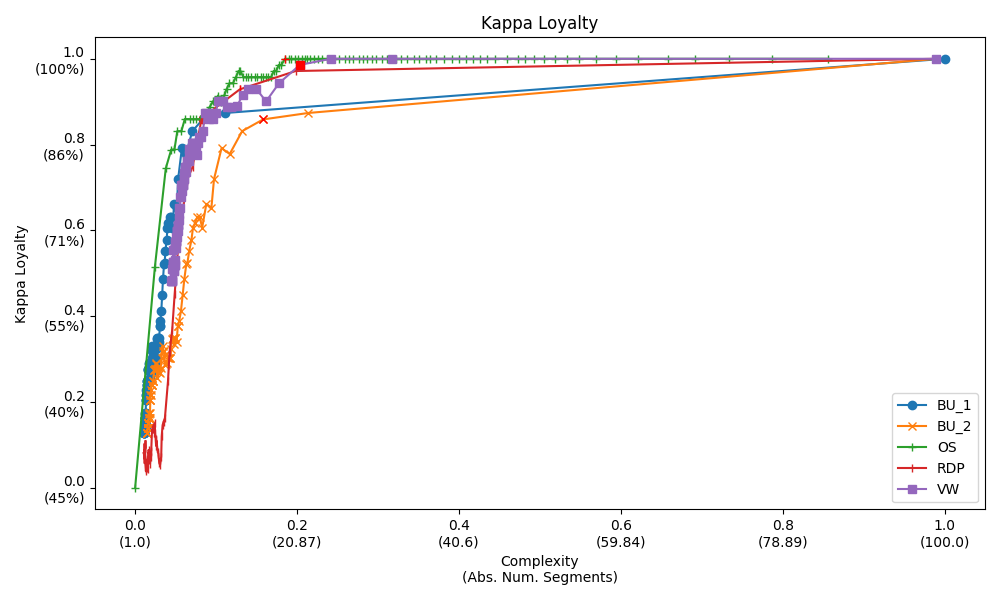 Kappa Loyalty
Kappa Loyalty
1.0
(100%)
0.8
(86%)
0.6
(71%)
0.4
(55%)
0.2
(40%)
0.0
(45%)
BU_1
BU_2
OS
RDP
VW
0.0
(1.0)
0.2
(20.87)
0.4
(40.6)
0.6
(59.84)
0.8
(78.89)
1.0
(100.0)
Complexity
(Abs. Num. Segments)